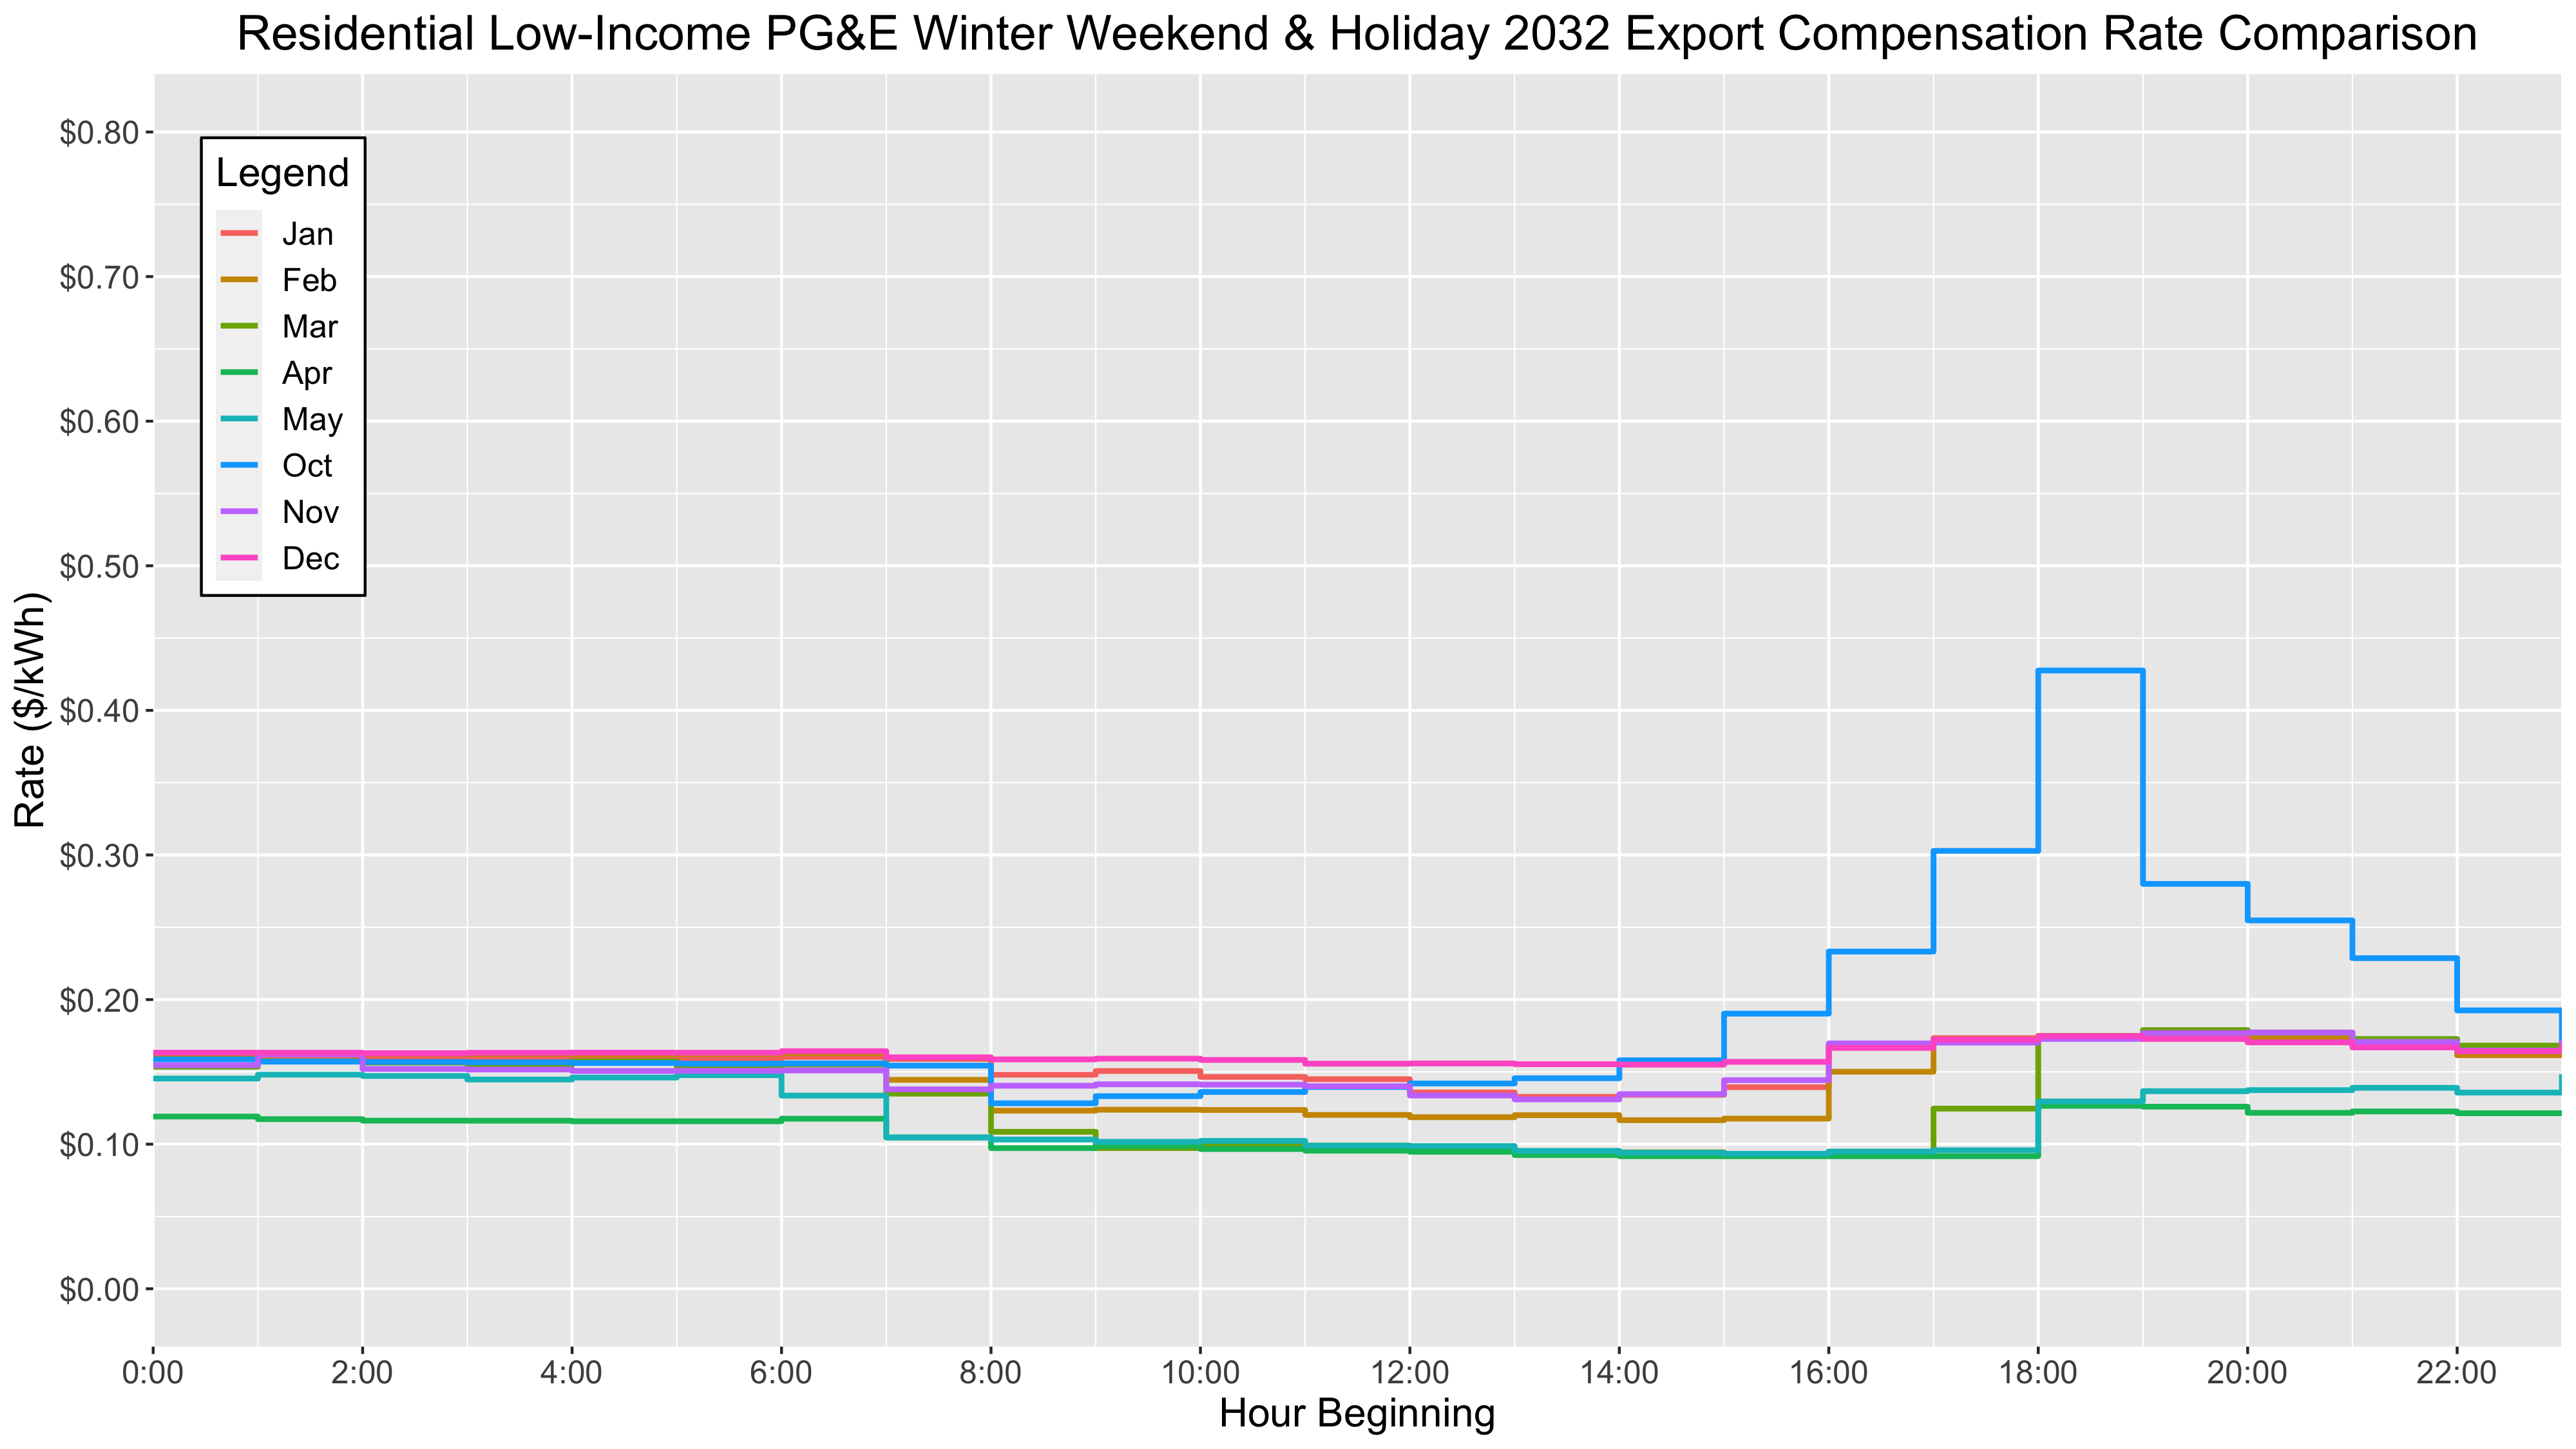 Residential Low-Income PG&E Winter Weekend & Holiday 2032 Export Compensation Rate Comparison
$0.80
$0.70
$0.60
$0.50
$0.40
$0.30
$0.20
$0.10
$0.00
Rate ($/kWh)
Legend
Jan
Feb
Mar
Apr
May
Oct
Nov
Dec
0:00 2:00 4:00 6:00 8:00 10:00 12:00 14:00 16:00 18:00 20:00 22:00
Hour Beginning